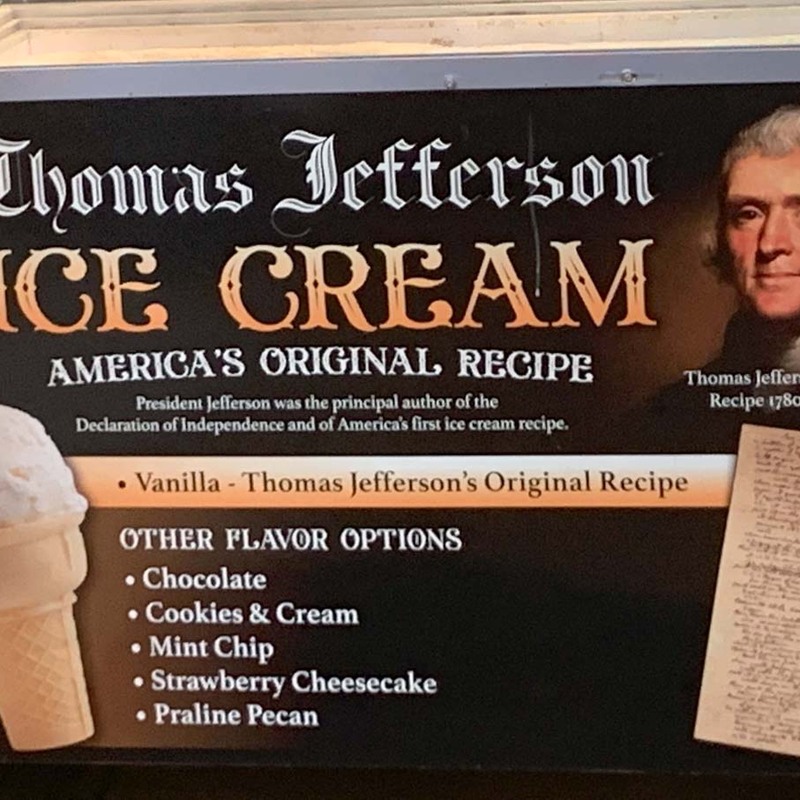 Thomas Jefferson
ICE CREAM
AMERICA'S ORIGINAL RECIPE
President Jefferson was the principal author of the
Declaration of Independence and of America's first ice cream recipe.
Thomas Jeffer
Recipe 1780
• Vanilla - Thomas Jefferson's Original Recipe
OTHER FLAVOR OPTIONS
• Chocolate
• Cookies & Cream
• Mint Chip
• Strawberry Cheesecake
• Praline Pecan